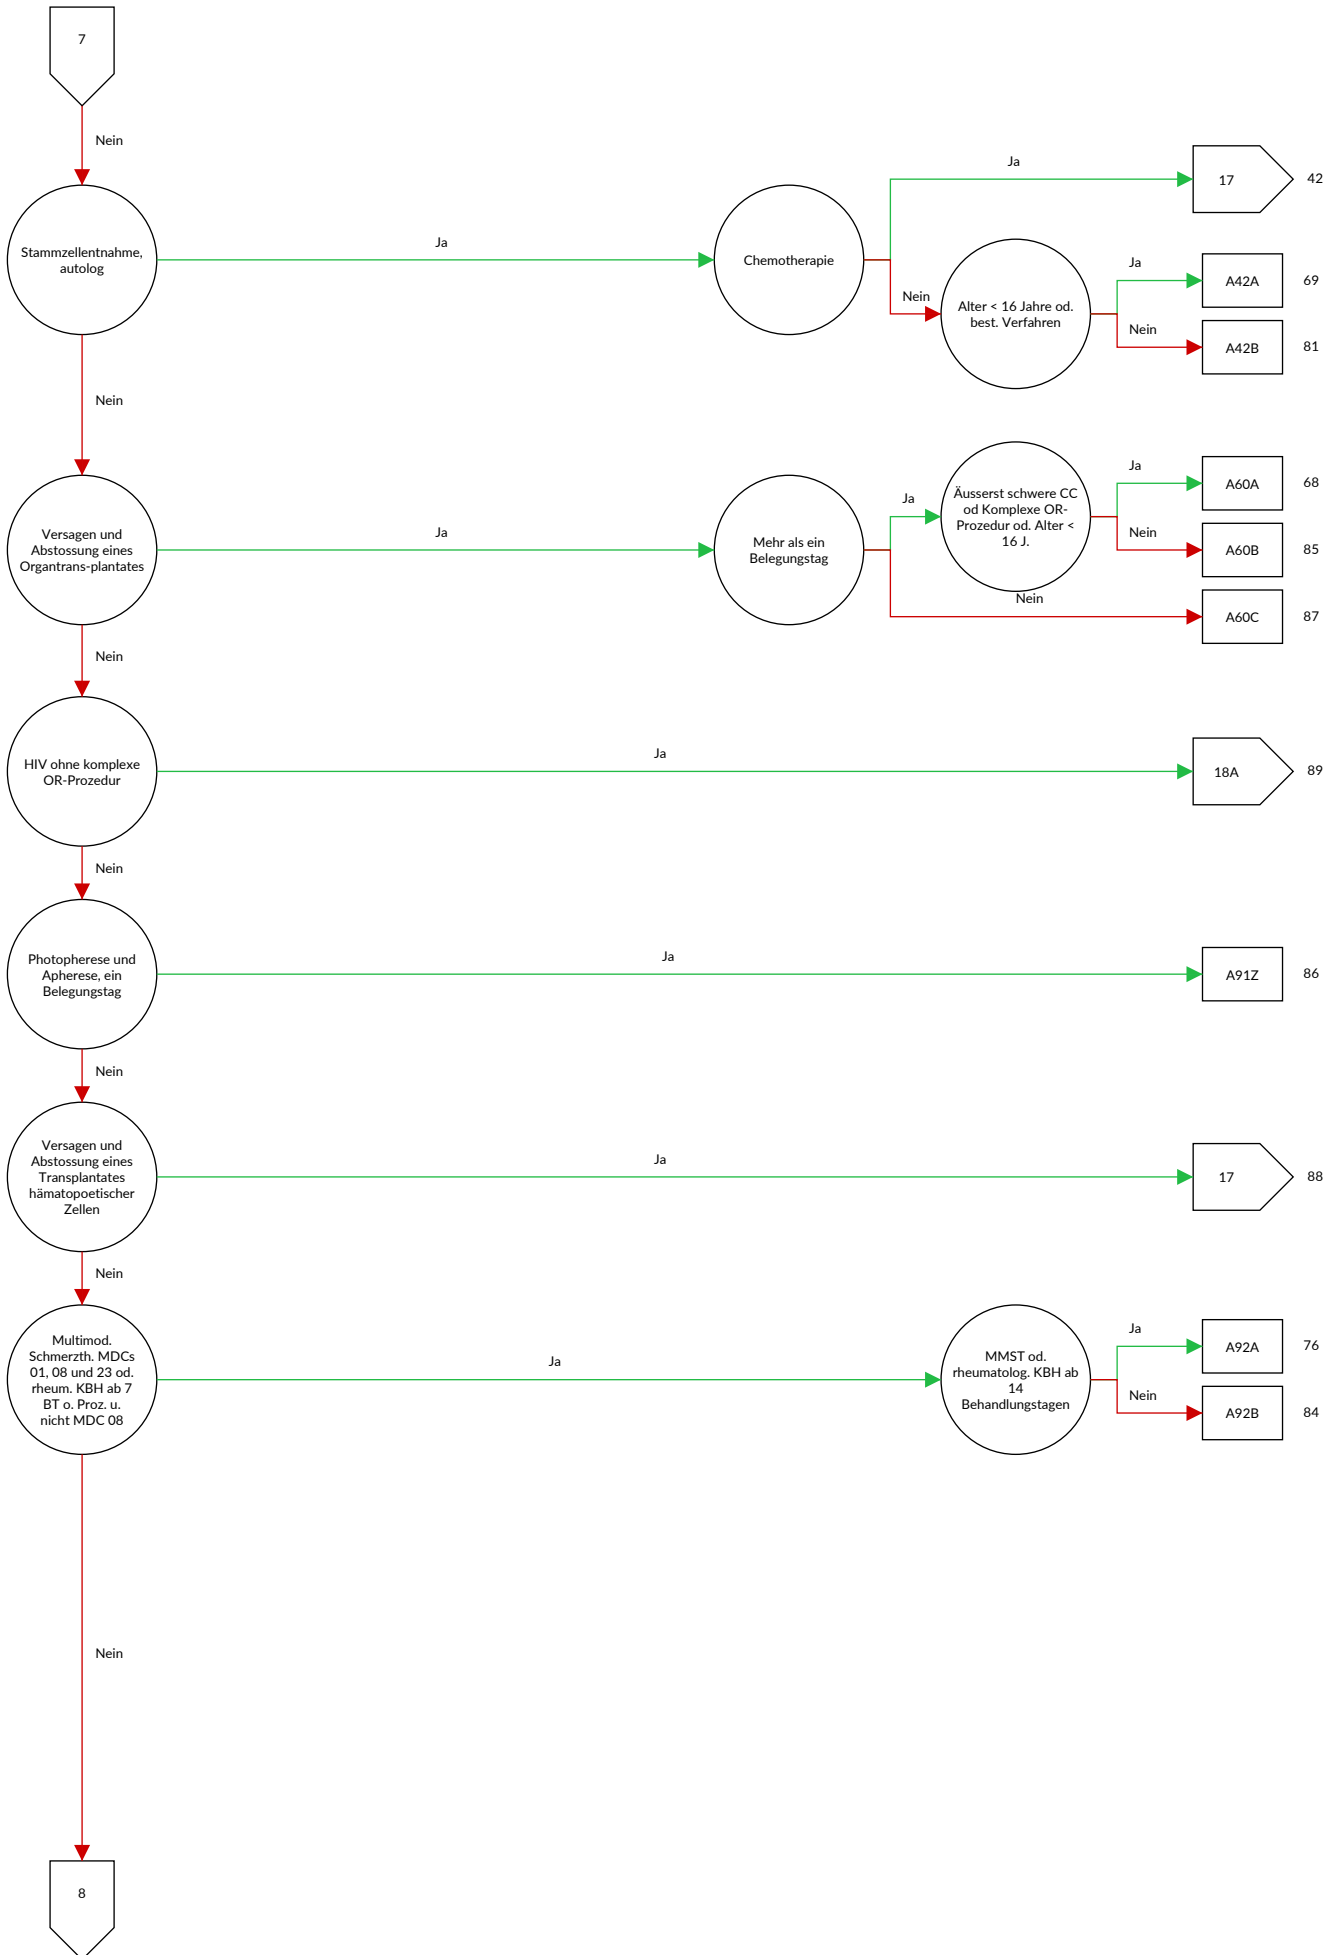 7
Nein
Ja
17
42
Stammzellentnahme,
autolog
Ja
Chemotherapie
Nein
Alter < 16 Jahre od.
best. Verfahren
Ja
A42A
69
Nein
A42B
81
Nein
Versagen und
Abstossung eines
Organtrans-plantates
Ja
Mehr als ein
Belegungstag
Ja
Äusserst schwere CC
od Komplexe OR-
Prozedur od. Alter <
16 J.
Ja
A60A
68
Nein
A60B
85
Nein
A60C
87
Nein
HIV ohne komplexe
OR-Prozedur
Ja
18A
89
Nein
Photopherese und
Apherese, ein
Belegungstag
Ja
A91Z
86
Nein
Versagen und
Abstossung eines
Transplantates
hämatopoetischer
Zellen
Ja
17
88
Nein
Multimod.
Schmerzth. MDCs
01, 08 und 23 od.
rheum. KBH ab 7
BT o. Proz. u.
nicht MDC 08
Ja
MMST od.
rheumatolog. KBH ab
14
Behandlungstagen
Ja
A92A
76
Nein
A92B
84
Nein
8